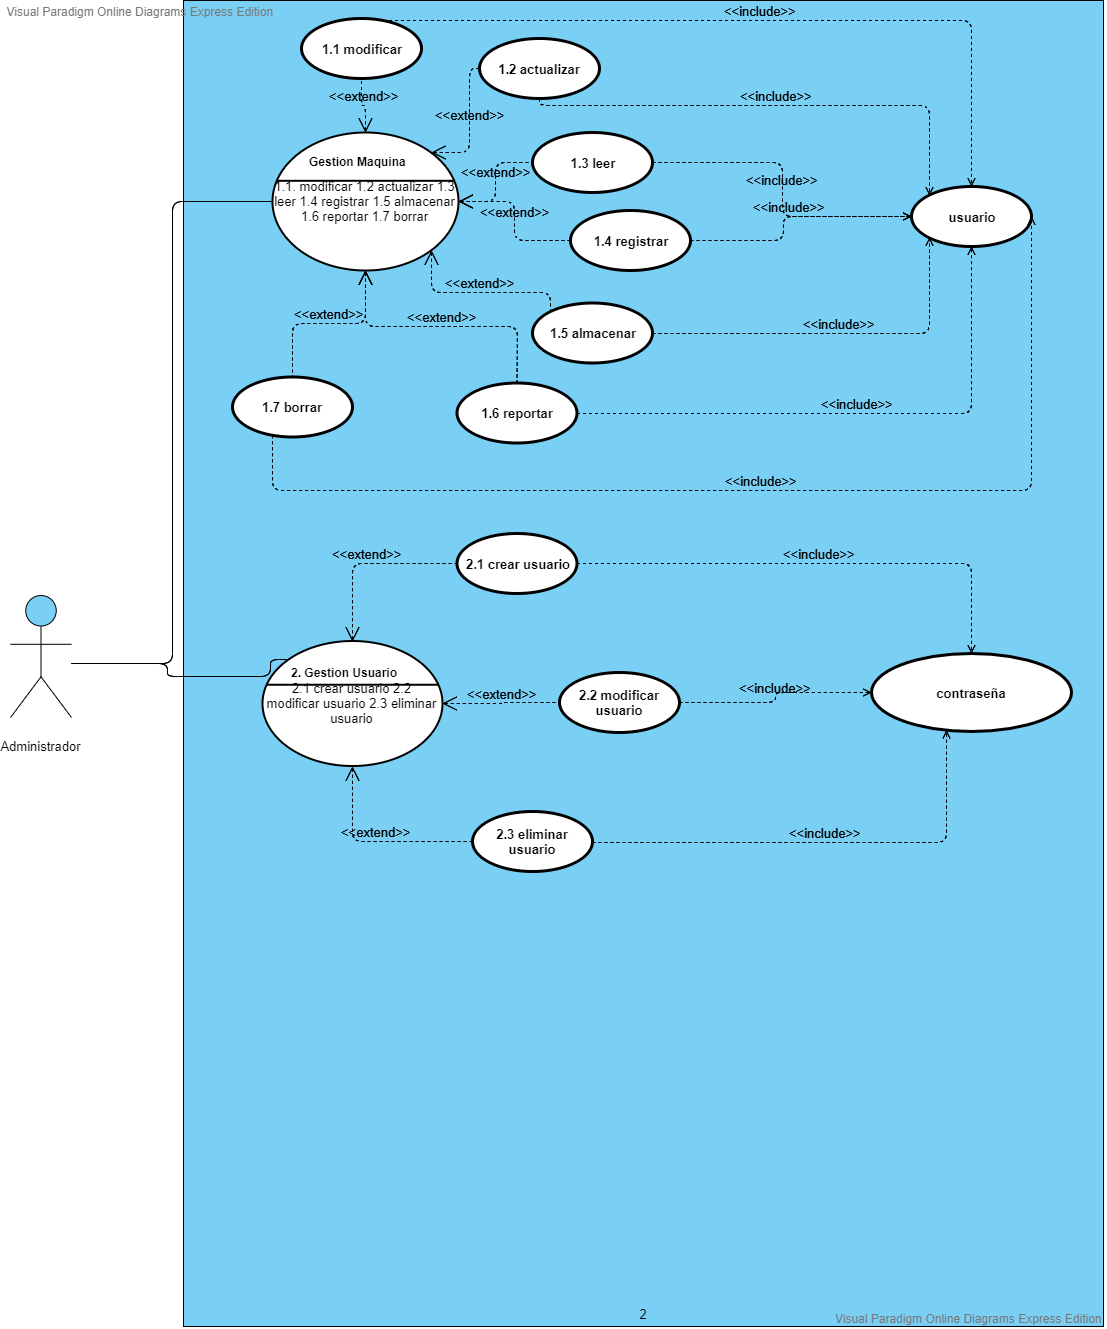 Visual Paradigm Online Diagrams Express Edition
<<include>>
1.1 modificar
1.2 actualizar
<<extend>>
<<include>>
<<extend>>
Gestion Maquina
1.3 leer
<<extend>>
<<include>>
1.1. modificar 1.2 actualizar 1.3
leer 1.4 registrar 1.5 almacenar
1.6 reportar 1.7 borrar
<<extend>>
<<include>>
usuario
1.4 registrar
<<extend>>
<<extend>>
<<extend>>
1.5 almacenar
<<include>>
1.7 borrar
1.6 reportar
<<include>>
<<include>>
<<extend>>
2.1 crear usuario
<<include>>
2. Gestion Usuario
2.1 crear usuario 2.2
modificar usuario 2.3 eliminar
usuario
<<extend>>
2.2 modificar
usuario
<<include>>
contraseña
Administrador
<<extend>>
2.3 eliminar
usuario
<<include>>
2
Visual Paradigm Online Diagrams Express Edition